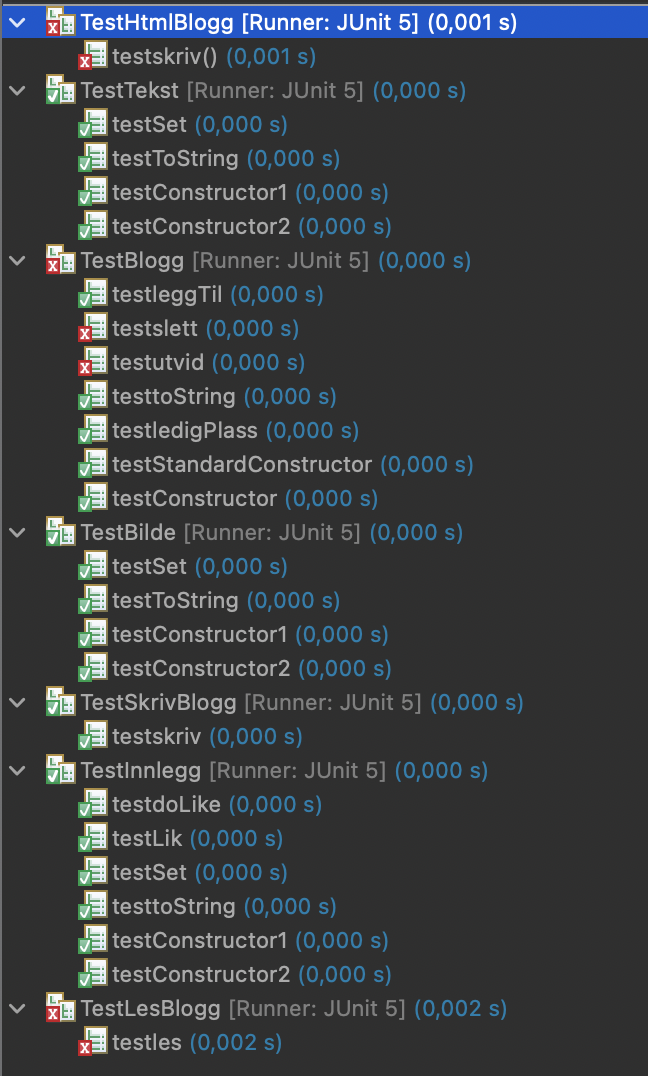 TestHtmlBlogg [Runner: JUnit 5] (0,001 s)
testskriv() (0,001 s)
TestTekst [Runner: JUnit 5] (0,000 s)
testSet (0,000 s)
testToString (0,000 s)
testConstructor1 (0,000 s)
testConstructor2 (0,000 s)
TestBlogg [Runner: JUnit 5] (0,000 s)
testleggTil (0,000 s)
testslett (0,000 s)
testutvid (0,000 s)
testtoString (0,000 s)
testledigPlass (0,000 s)
testStandardConstructor (0,000 s)
testConstructor (0,000 s)
TestBilde [Runner: JUnit 5] (0,000 s)
testSet (0,000 s)
testToString (0,000 s)
testConstructor1 (0,000 s)
testConstructor2 (0,000 s)
TestSkrivBlogg [Runner: JUnit 5] (0,000 s)
testskriv (0,000 s)
TestInnlegg [Runner: JUnit 5] (0,000 s)
testdoLike (0,000 s)
testLik (0,000 s)
testSet (0,000 s)
testtoString (0,000 s)
testConstructor1 (0,000 s)
testConstructor2 (0,000 s)
TestLesBlogg [Runner: JUnit 5] (0,002 s)
testles (0,002 s)